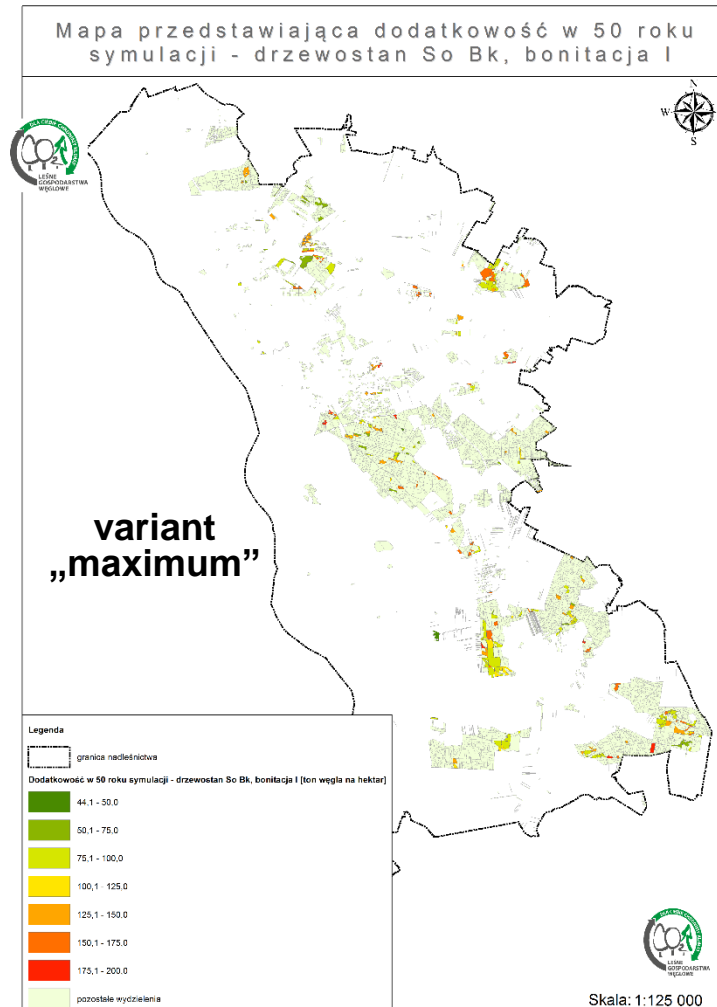 Mapa przedstawiająca dodatkowość w 50 roku
symulacji - drzewostan So Bk, bonitacja I
N
W
S
CO2
LEŚNE
GOSPODARSTWA
WĘGLOWE
variant
„maximum”
Legenda
granica nadleśnictwa
Dodatkowość w 50 roku symulacji - drzewostan So Bk, bonitacja I [ton węgla na hektar]
44,1 - 50,0
50,1 - 75,0
75,1 - 100,0
100,1 - 125,0
125,1 - 150,0
150,1 - 175,0
175,1 - 200,0
pozostałe wydzielenia
CO2
LEŚNE
GOSPODARSTWA
WĘGLOWE
Skala: 1:125 000